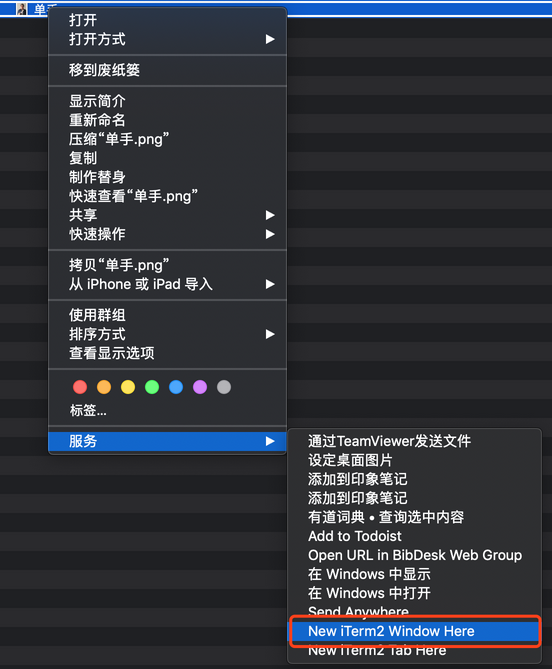 单手
打开
打开方式
移到废纸篓
显示简介
重新命名
压缩“单手.png”
复制
制作替身
快速查看“单手.png”
共享
快速操作
拷贝“单手.png”
从 iPhone 或 iPad 导入
使用群组
排序方式
查看显示选项
标签...
服务
通过TeamViewer发送文件
设定桌面图片
添加到印象笔记
添加到印象笔记
有道词典 • 查询选中内容
Add to Todoist
Open URL in BibDesk Web Group
在 Windows 中显示
在 Windows 中打开
Send Anywhere
New iTerm2 Window Here
New iTerm2 Tab Here